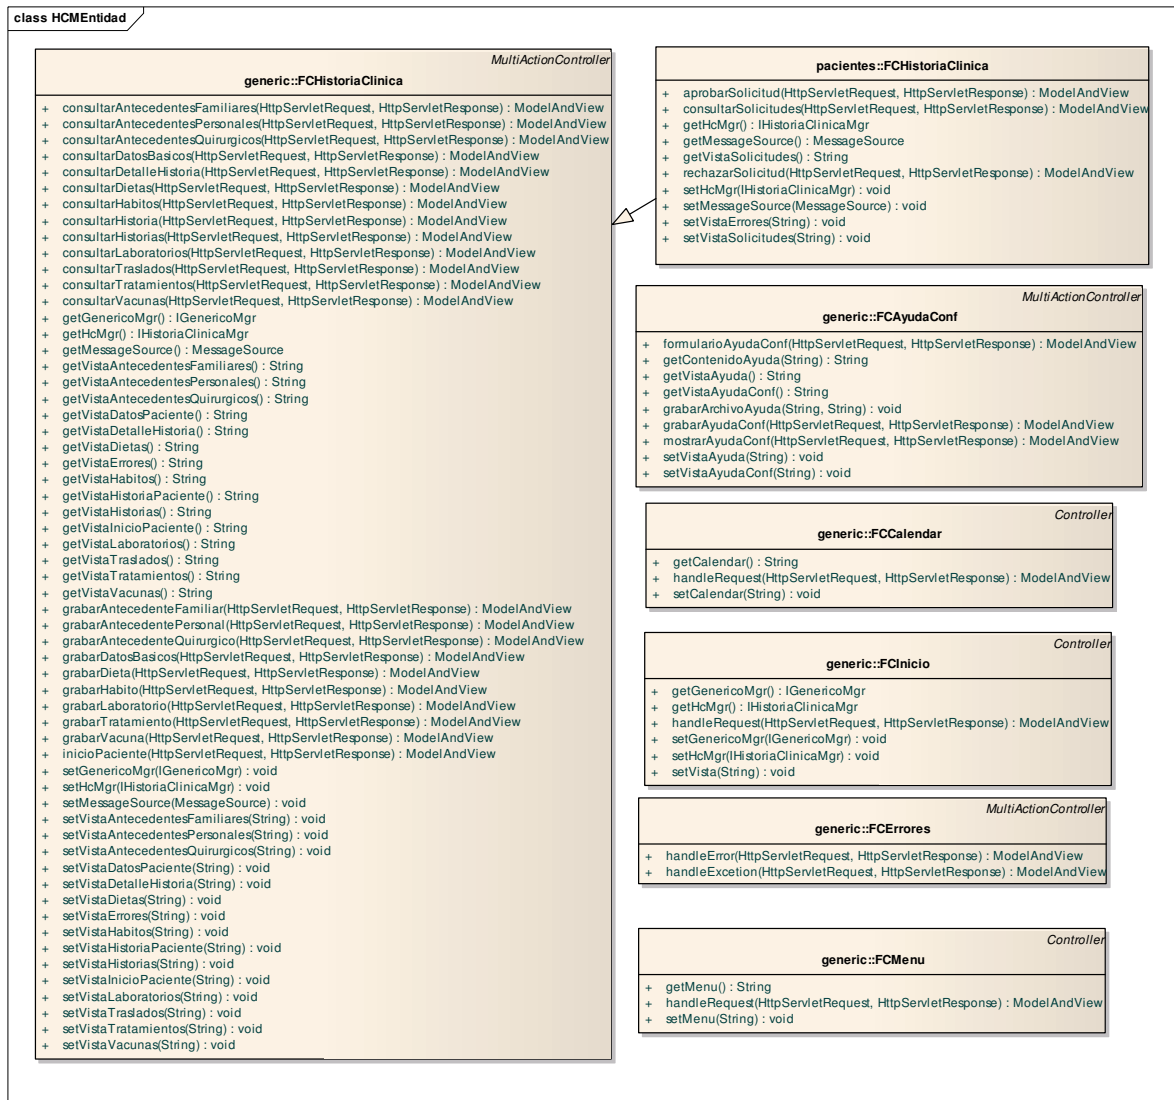 class HCMEntidad
MultiActionController
generic::FCHistoriaClinica
+ consultarAntecedentesFamiliares(HttpServletRequest, HttpServletResponse) : ModelAndView
+ consultarAntecedentesPersonales(HttpServletRequest, HttpServletResponse) : ModelAndView
+ consultarAntecedentesQuirurgicos(HttpServletRequest, HttpServletResponse) : ModelAndView
+ consultarDatosBasicos(HttpServletRequest, HttpServletResponse) : ModelAndView
+ consultarDetalleHistoria(HttpServletRequest, HttpServletResponse) : ModelAndView
+ consultarDietas(HttpServletRequest, HttpServletResponse) : ModelAndView
+ consultarHabitos(HttpServletRequest, HttpServletResponse) : ModelAndView
+ consultarHistoria(HttpServletRequest, HttpServletResponse) : ModelAndView
+ consultarHistorias(HttpServletRequest, HttpServletResponse) : ModelAndView
+ consultarLaboratorios(HttpServletRequest, HttpServletResponse) : ModelAndView
+ consultarTraslados(HttpServletRequest, HttpServletResponse) : ModelAndView
+ consultarTratamientos(HttpServletRequest, HttpServletResponse) : ModelAndView
+ consultarVacunas(HttpServletRequest, HttpServletResponse) : ModelAndView
+ getGenericoMgr() : IGenericoMgr
+ getHcMgr() : IHistoriaClinicaMgr
+ getMessageSource() : MessageSource
+ getVistaAntecedentesFamiliares() : String
+ getVistaAntecedentesPersonales() : String
+ getVistaAntecedentesQuirurgicos() : String
+ getVistaDatosPaciente() : String
+ getVistaDetalleHistoria() : String
+ getVistaDietas() : String
+ getVistaErrores() : String
+ getVistaHabitos() : String
+ getVistaHistoriaPaciente() : String
+ getVistaHistorias() : String
+ getVistaInicioPaciente() : String
+ getVistaLaboratorios() : String
+ getVistaTraslados() : String
+ getVistaTratamientos() : String
+ getVistaVacunas() : String
+ grabarAntecedenteFamiliar(HttpServletRequest, HttpServletResponse) : ModelAndView
+ grabarAntecedentePersonal(HttpServletRequest, HttpServletResponse) : ModelAndView
+ grabarAntecedenteQuirurgico(HttpServletRequest, HttpServletResponse) : ModelAndView
+ grabarDatosBasicos(HttpServletRequest, HttpServletResponse) : ModelAndView
+ grabarDieta(HttpServletRequest, HttpServletResponse) : ModelAndView
+ grabarHabito(HttpServletRequest, HttpServletResponse) : ModelAndView
+ grabarLaboratorio(HttpServletRequest, HttpServletResponse) : ModelAndView
+ grabarTratamiento(HttpServletRequest, HttpServletResponse) : ModelAndView
+ grabarVacuna(HttpServletRequest, HttpServletResponse) : ModelAndView
+ inicioPaciente(HttpServletRequest, HttpServletResponse) : ModelAndView
+ setGenericoMgr(IGenericoMgr) : void
+ setHcMgr(IHistoriaClinicaMgr) : void
+ setMessageSource(MessageSource) : void
+ setVistaAntecedentesFamiliares(String) : void
+ setVistaAntecedentesPersonales(String) : void
+ setVistaAntecedentesQuirurgicos(String) : void
+ setVistaDatosPaciente(String) : void
+ setVistaDetalleHistoria(String) : void
+ setVistaDietas(String) : void
+ setVistaErrores(String) : void
+ setVistaHabitos(String) : void
+ setVistaHistoriaPaciente(String) : void
+ setVistaHistorias(String) : void
+ setVistaInicioPaciente(String) : void
+ setVistaLaboratorios(String) : void
+ setVistaTraslados(String) : void
+ setVistaTratamientos(String) : void
+ setVistaVacunas(String) : void
pacientes::FCHistoriaClinica
+ aprobarSolicitud(HttpServletRequest, HttpServletResponse) : ModelAndView
+ consultarSolicitudes(HttpServletRequest, HttpServletResponse) : ModelAndView
+ getHcMgr() : IHistoriaClinicaMgr
+ getMessageSource() : MessageSource
+ getVistaSolicitudes() : String
+ rechazarSolicitud(HttpServletRequest, HttpServletResponse) : ModelAndView
+ setHcMgr(IHistoriaClinicaMgr) : void
+ setMessageSource(MessageSource) : void
+ setVistaErrores(String) : void
+ setVistaSolicitudes(String) : void
MultiActionController
generic::FCAyudaConf
+ formularioAyudaConf(HttpServletRequest, HttpServletResponse) : ModelAndView
+ getContenidoAyuda(String) : String
+ getVistaAyuda() : String
+ getVistaAyudaConf() : String
+ grabarArchivoAyuda(String, String) : void
+ grabarAyudaConf(HttpServletRequest, HttpServletResponse) : ModelAndView
+ mostrarAyudaConf(HttpServletRequest, HttpServletResponse) : ModelAndView
+ setVistaAyuda(String) : void
+ setVistaAyudaConf(String) : void
Controller
generic::FCCalendar
+ getCalendar() : String
+ handleRequest(HttpServletRequest, HttpServletResponse) : ModelAndView
+ setCalendar(String) : void
Controller
generic::FCInicio
+ getGenericoMgr() : IGenericoMgr
+ getHcMgr() : IHistoriaClinicaMgr
+ handleRequest(HttpServletRequest, HttpServletResponse) : ModelAndView
+ setGenericoMgr(IGenericoMgr) : void
+ setHcMgr(IHistoriaClinicaMgr) : void
+ setVista(String) : void
MultiActionController
generic::FCErrores
+ handleError(HttpServletRequest, HttpServletResponse) : ModelAndView
+ handleExcetion(HttpServletRequest, HttpServletResponse) : ModelAndView
Controller
generic::FCMenu
+ getMenu() : String
+ handleRequest(HttpServletRequest, HttpServletResponse) : ModelAndView
+ setMenu(String) : void